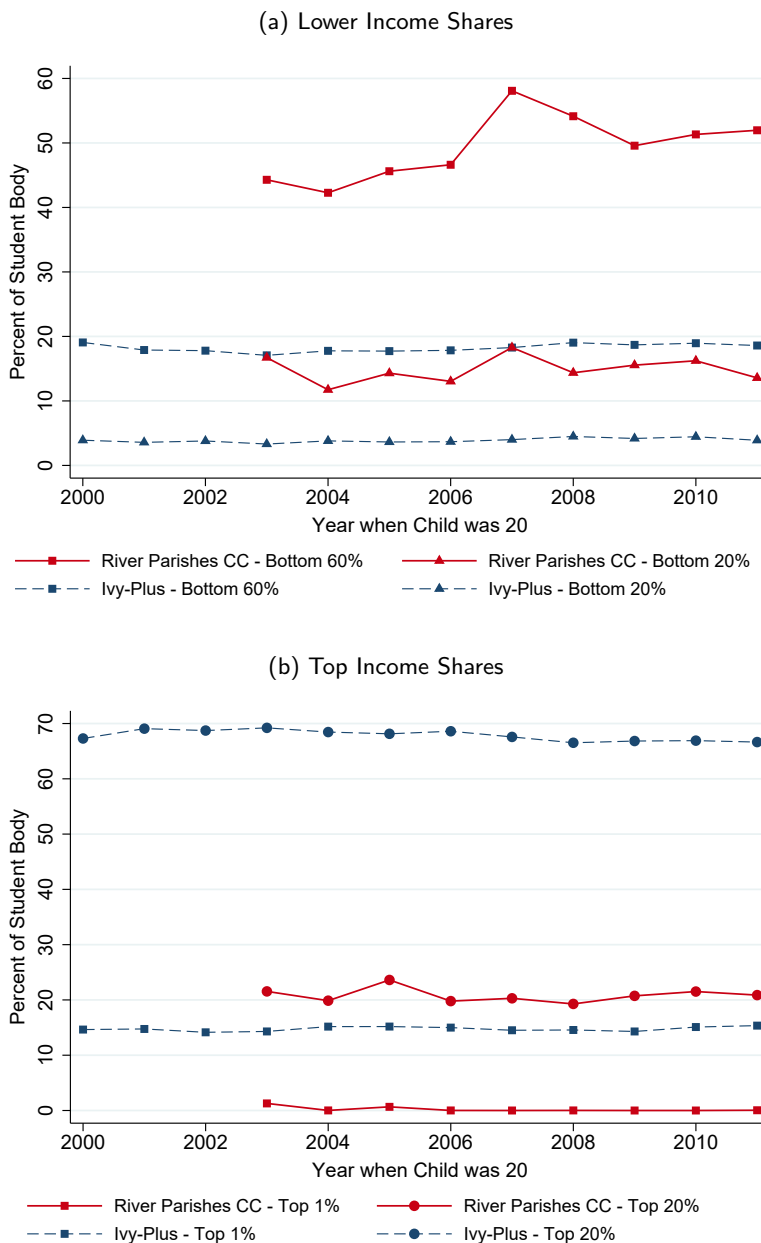 (a) Lower Income Shares
Percent of Student Body
60
50
40
30
20
10
0
2000 2002 2004 2006 2008 2010
Year when Child was 20
River Parishes CC - Bottom 60% River Parishes CC - Bottom 20%
Ivy-Plus - Bottom 60% Ivy-Plus - Bottom 20%
(b) Top Income Shares
Percent of Student Body
70
60
50
40
30
20
10
0
2000 2002 2004 2006 2008 2010
Year when Child was 20
River Parishes CC - Top 1% River Parishes CC - Top 20%
Ivy-Plus - Top 1% Ivy-Plus - Top 20%